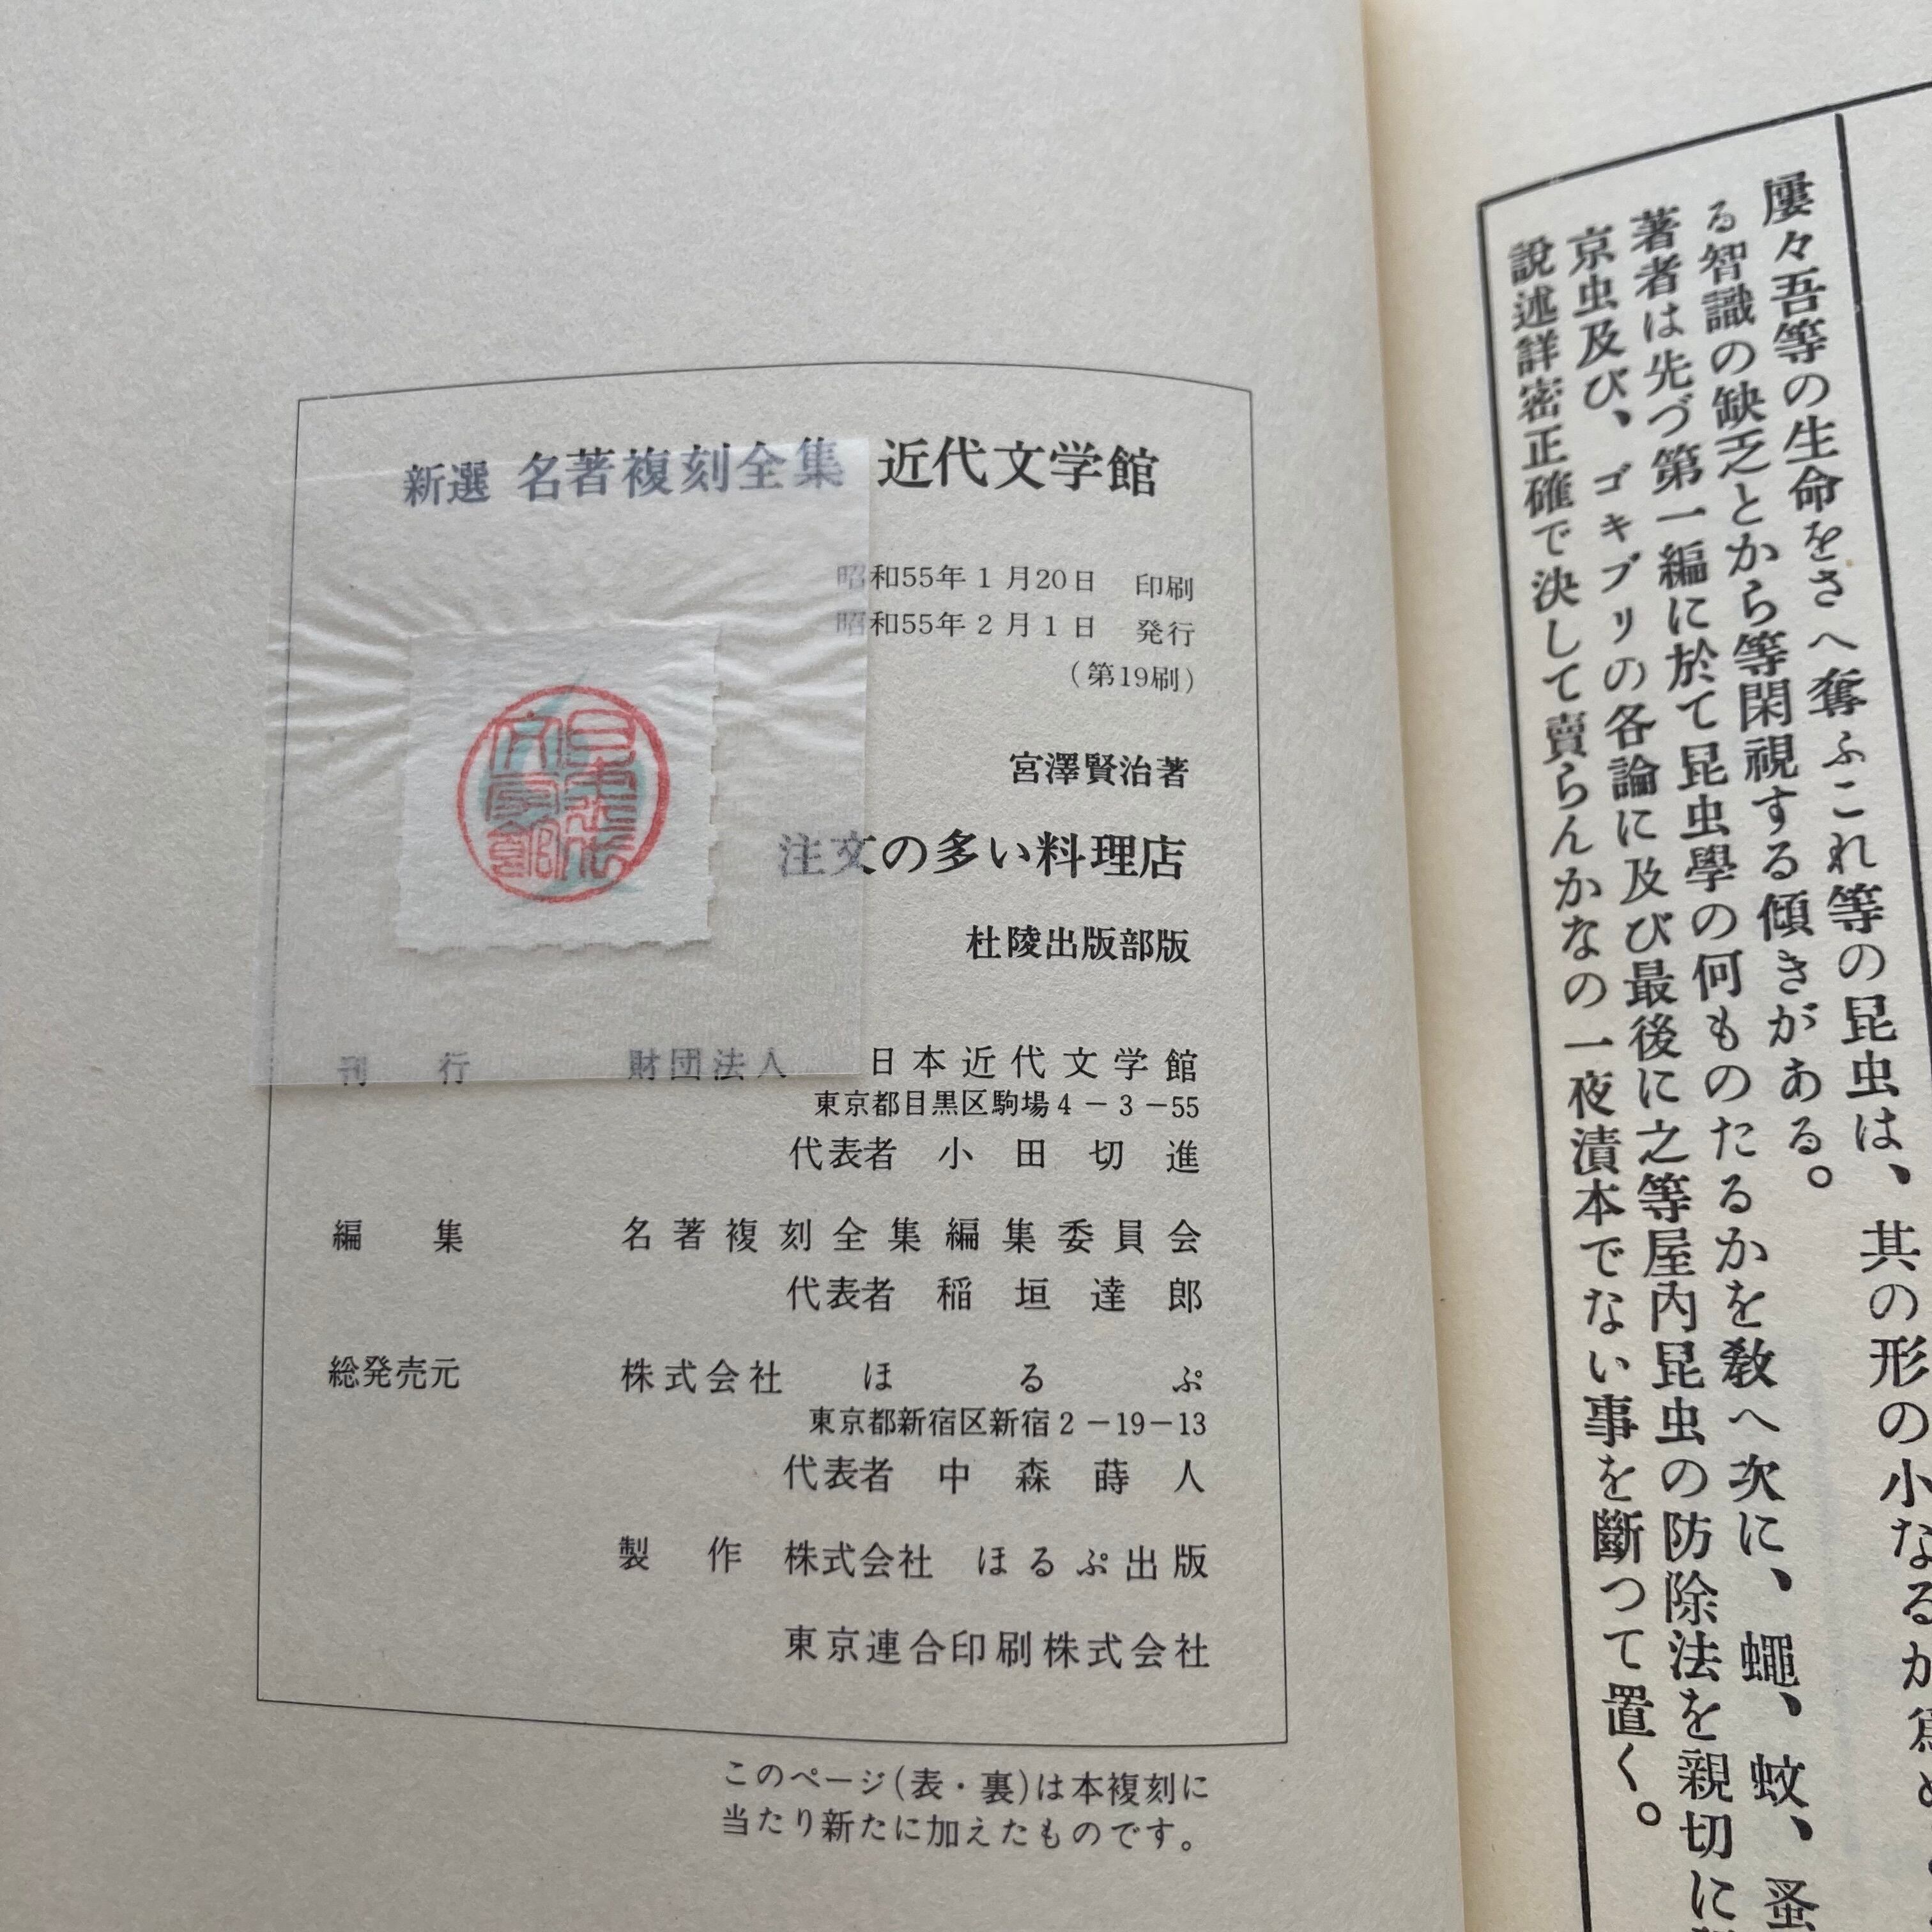 新選 名著複刻全集 近代文学館
昭和55年1月20日 印刷
昭和55年2月1日 発行
（第19刷）
宮澤賢治著
注文の多い料理店
杜陵出版部版
刊行 財団法人 日本近代文学館
東京都目黒区駒場4－3－55
代表者 小田切進
編集 名著複刻全集編集委員会
代表者 稲垣達郎
総発売元 株式会社 ほるぷ
東京都新宿区新宿2－19－13
代表者 中森蒔人
製作 株式会社 ほるぷ出版
東京連合印刷株式会社
このページ(表・裏)は本複刻に
当たり新たに加えたものです。
其の形の小なるが為め
屢々吾等の生命をさへ奪ふこれ等の昆虫は、
る智識の缺乏とから等閑視する傾きがある。
著者は先づ第一編に於て昆虫學の何ものたるかを敎へ次に、蠅、蚊、蚤
京虫及び、ゴキブリの各論に及び最後に之等屋内昆虫の防除法を親切に
說述詳密正確で決して賣らんかなの一夜漬本でない事を斷つて置く。